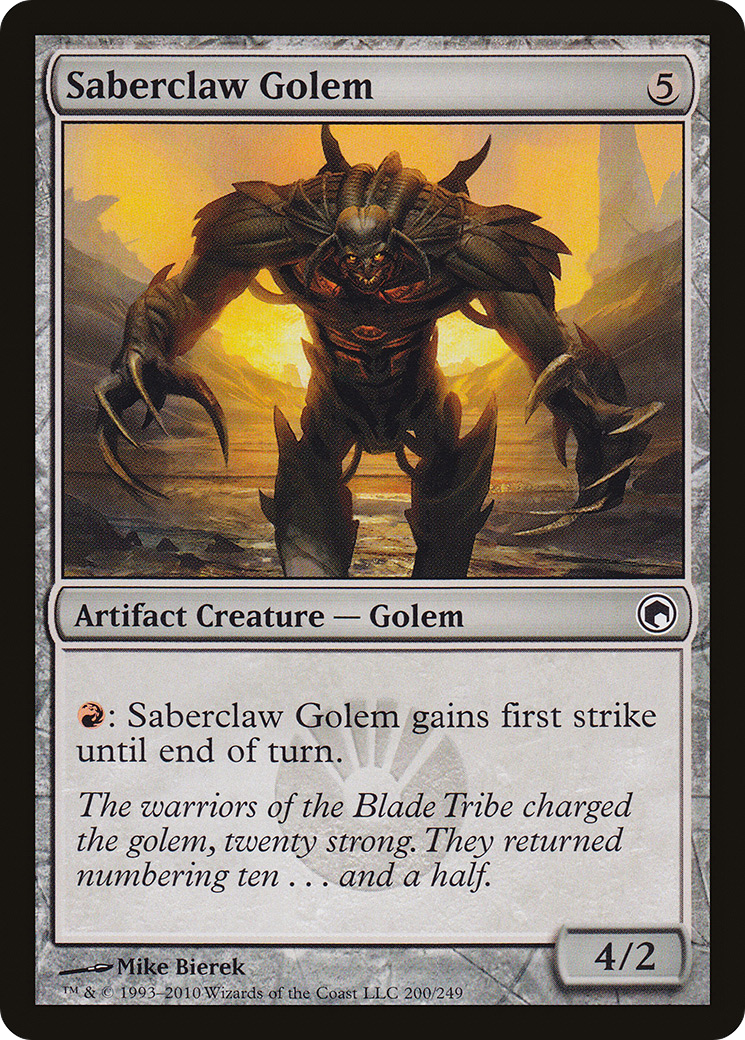 Saberclaw Golem 5
Artifact Creature — Golem
: Saberclaw Golem gains first strike
until end of turn.
The warriors of the Blade Tribe charged
the golem, twenty strong. They returned
numbering ten . . . and a half.
4/2
Mike Bierek
™ & © 1993–2010 Wizards of the Coast LLC 200/249